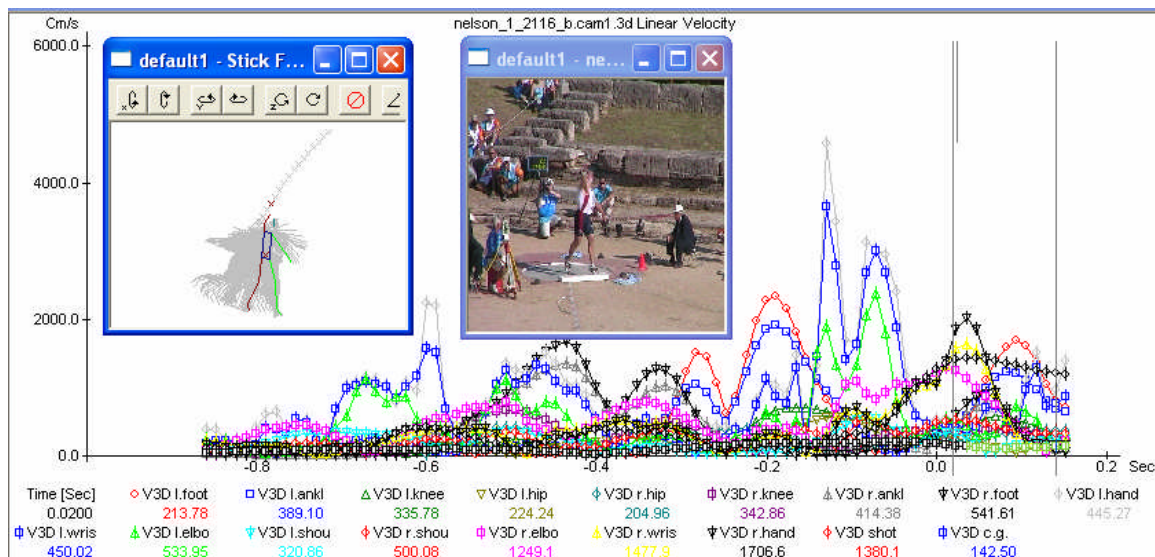 Cm/s
nelson_1_2116_b.cam1.3d Linear Velocity
6000.0
default1 - Stick F...
default1 - ne...
x
Y
z
4000.0
2000.0
0.0
-0.8
-0.6
-0.4
-0.2
0.0
0.2
Sec
Time [Sec] V3D l.foot V3D l.ankl V3D l.knee V3D l.hip V3D r.hip V3D r.knee V3D r.ankl V3D r.foot V3D l.hand
0.0200 213.78 389.10 335.78 224.24 204.96 342.86 414.38 541.61 445.27
V3D l.wris V3D l.elbo V3D l.shou V3D r.shou V3D r.elbo V3D r.wris V3D r.hand V3D shot V3D c.g.
450.02 533.95 320.86 500.08 1249.1 1477.9 1706.6 1380.1 142.50